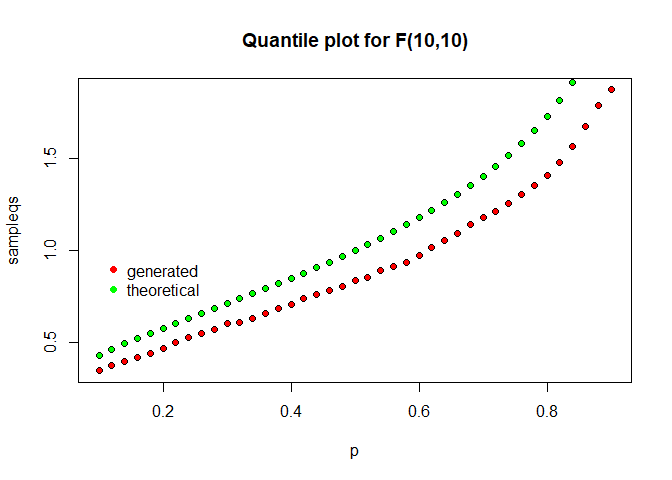 Quantile plot for F(10,10)
sampleqs
1.5
1.0
0.5
generated
theoretical
0.2 0.4 0.6 0.8
p